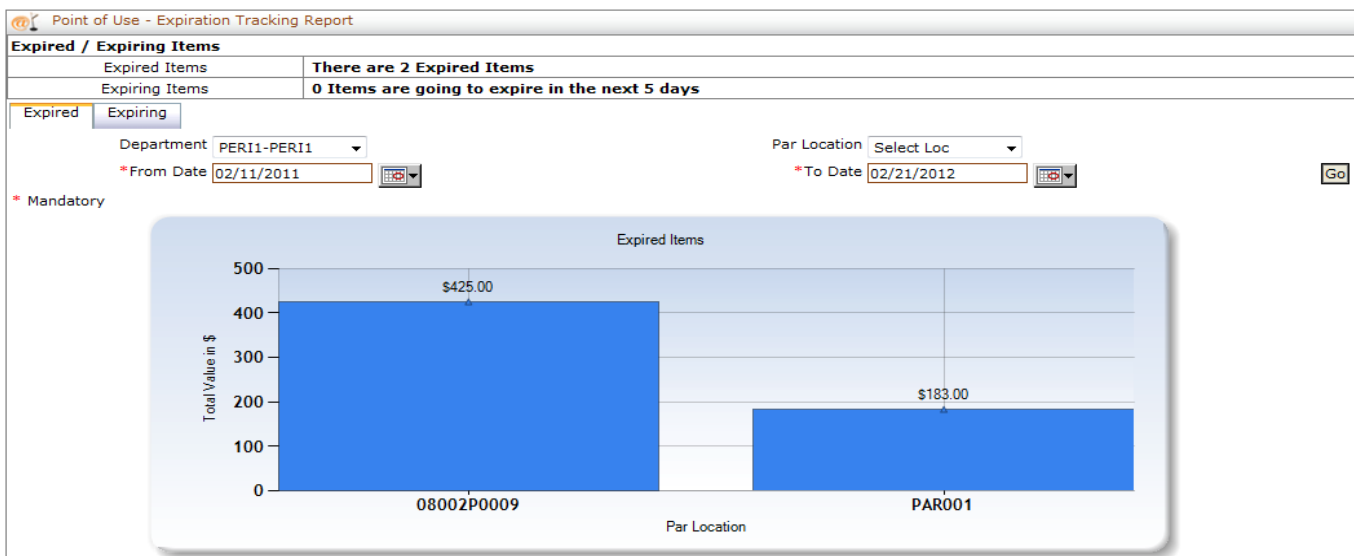 Point of Use - Expiration Tracking Report
Expired / Expiring Items
Expired Items There are 2 Expired Items
Expiring Items 0 Items are going to expire in the next 5 days
Expired Expiring
Department PERI1-PERI1 Par Location Select Loc
*From Date 02/11/2011 *To Date 02/21/2012 Go
* Mandatory
Expired Items
500
$425.00
400
300
Total Value in $
200
$183.00
100
0
08002P0009 PAR001
Par Location